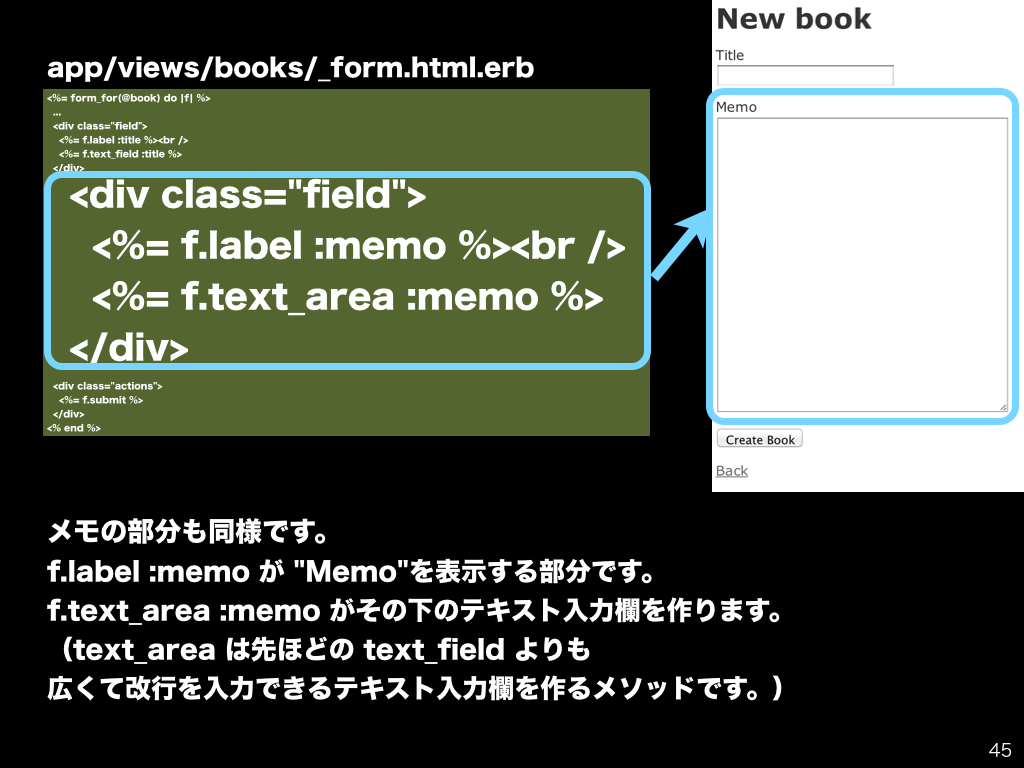 app/views/books/_form.html.erb
<%= form_for(@book) do |f| %>
...
<div class="field">
<%= f.label :title %><br />
<%= f.text_field :title %>
</div>
<div class="field">
<%= f.label :memo %><br />
<%= f.text_area :memo %>
</div>
<div class="actions">
<%= f.submit %>
</div>
<% end %>
New book
Title
Memo
Create Book
Back
メモの部分も同様です。
f.label :memo が "Memo"を表示する部分です。
f.text_area :memo がその下のテキスト入力欄を作ります。
（text_area は先ほどの text_field よりも
広くて改行を入力できるテキスト入力欄を作るメソッドです。）
45